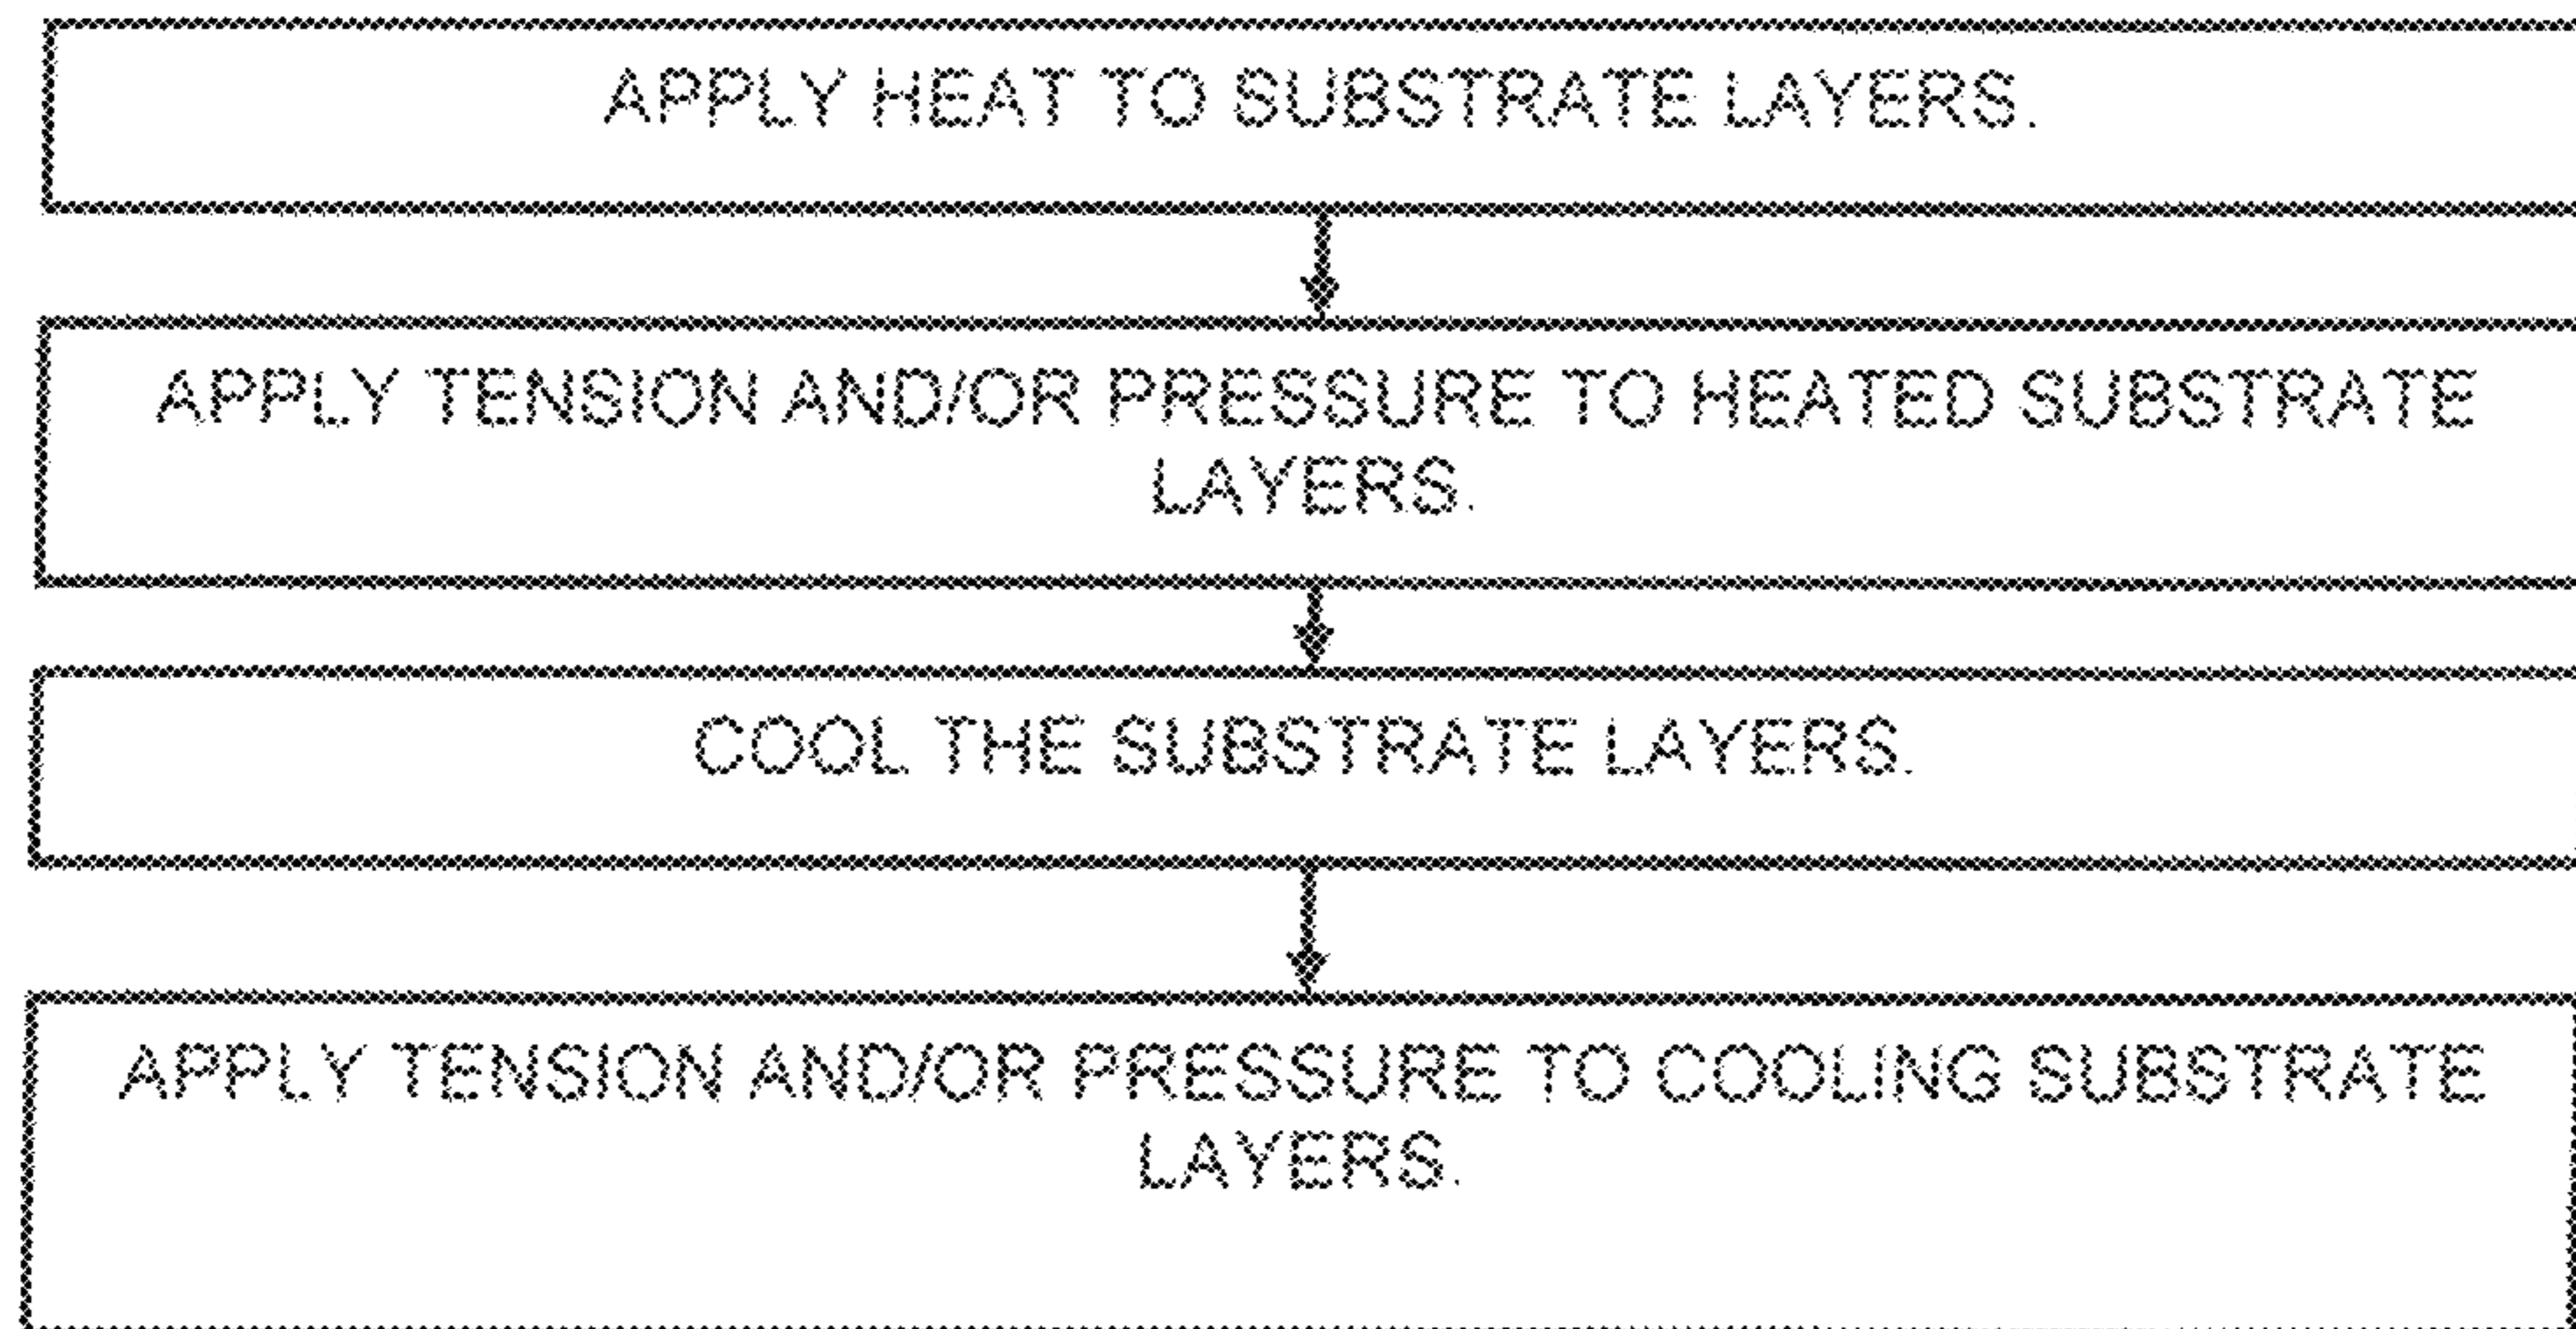 APPLY HEAT TO SUBSTRATE LAYERS.
APPLY TENSION AND/OR PRESSURE TO HEATED SUBSTRATE
LAYERS.
COOL THE SUBSTRATE LAYERS.
APPLY TENSION AND/OR PRESSURE TO COOLING SUBSTRATE
LAYERS.